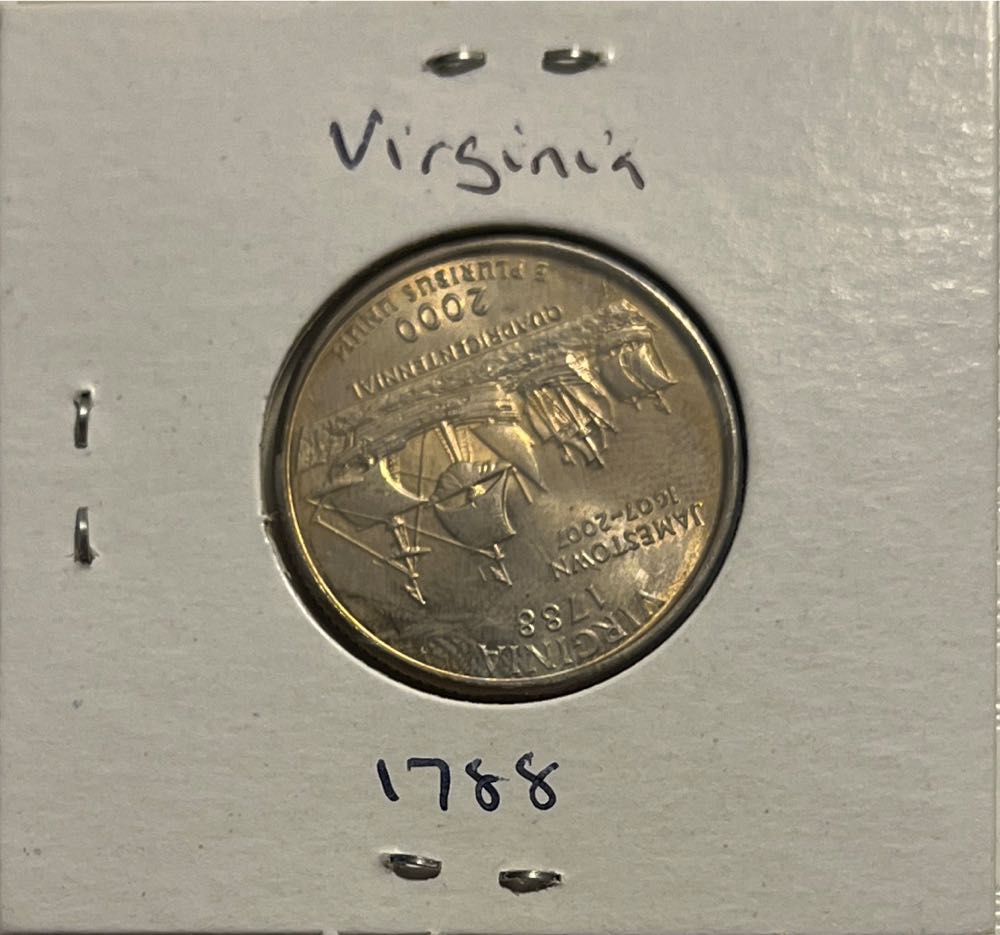 Virginia
VIRGINIA
1788
JAMESTOWN
1607-2007
QUADRICENTENNIAL
2000
E PLURIBUS UNUM
1788